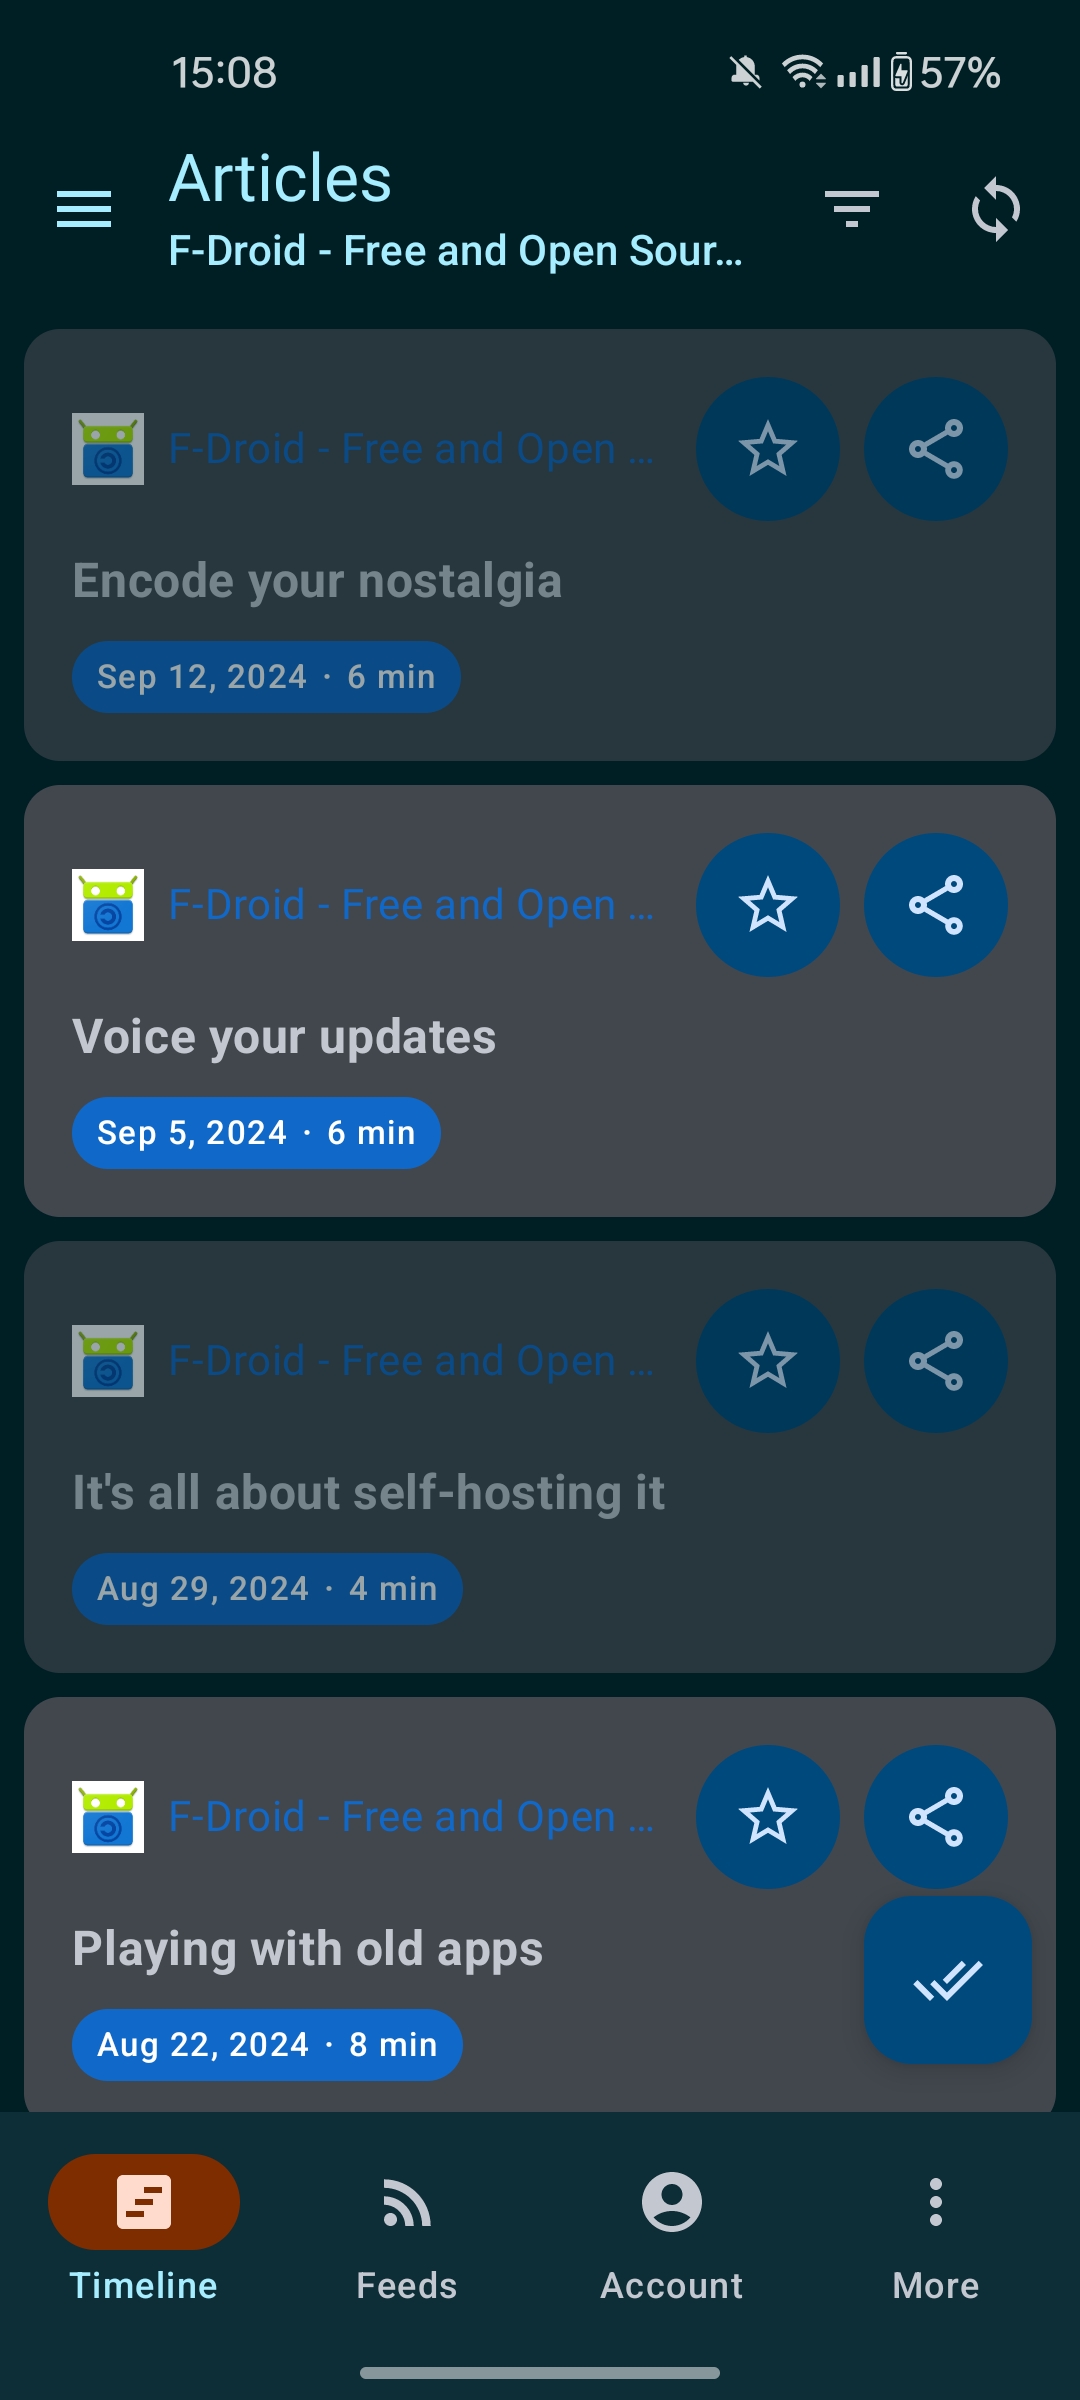 15:08
57%
Articles
F-Droid - Free and Open Sour...
F-Droid - Free and Open ...
Encode your nostalgia
Sep 12, 2024 · 6 min
F-Droid - Free and Open ...
Voice your updates
Sep 5, 2024 · 6 min
F-Droid - Free and Open ...
It's all about self-hosting it
Aug 29, 2024 · 4 min
F-Droid - Free and Open ...
Playing with old apps
Aug 22, 2024 · 8 min
Timeline
Feeds
Account
More